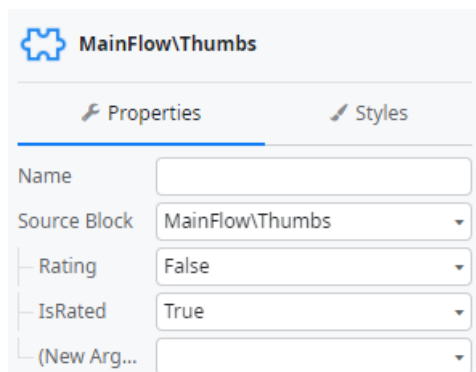 MainFlow\Thumbs
Properties
Styles
Name
Source Block MainFlow\Thumbs
Rating False
IsRated True
(New Arg...